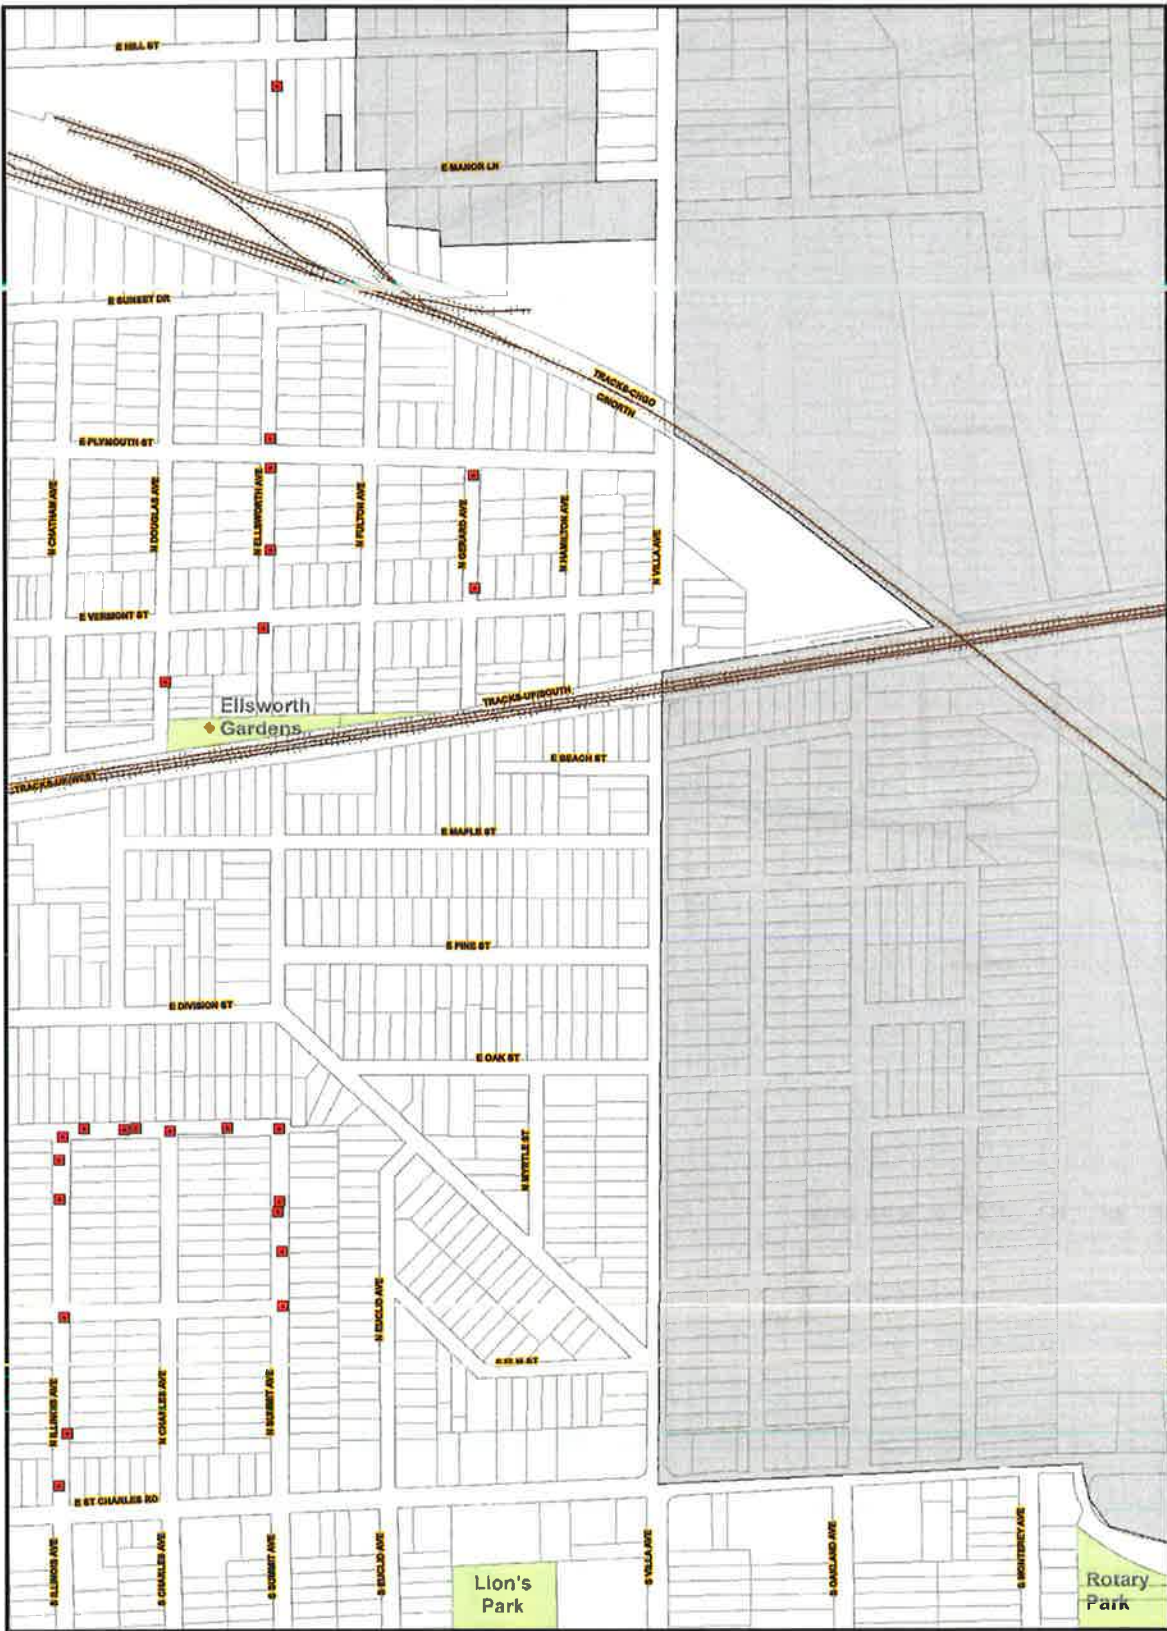 E HILL ST
E MANOR LN
E SUNSET DR
TRACKS-CHGO
G/NORTH
E PLYMOUTH ST
N CHATHAM AVE
N DOUGLAS AVE
N ELLSWORTH AVE
N FULTON AVE
N GERARD AVE
N HAMILTON AVE
N VILLA AVE
E VERMONT ST
TRACKS-UP/SOUTH
Ellsworth
Gardens
E BEACH ST
TRACKS-UP/WEST
E MAPLE ST
E PINE ST
E DIVISION ST
E OAK ST
N MYRTLE ST
N EUCLID AVE
E ELM ST
N ILLINOIS AVE
N CHARLES AVE
N SUMMIT AVE
E ST CHARLES RD
S ILLINOIS AVE
S CHARLES AVE
S SUMMIT AVE
S EUCLID AVE
S VILLA AVE
S OAKLAND AVE
S MONTEREY AVE
Lion's
Park
Rotary
Park